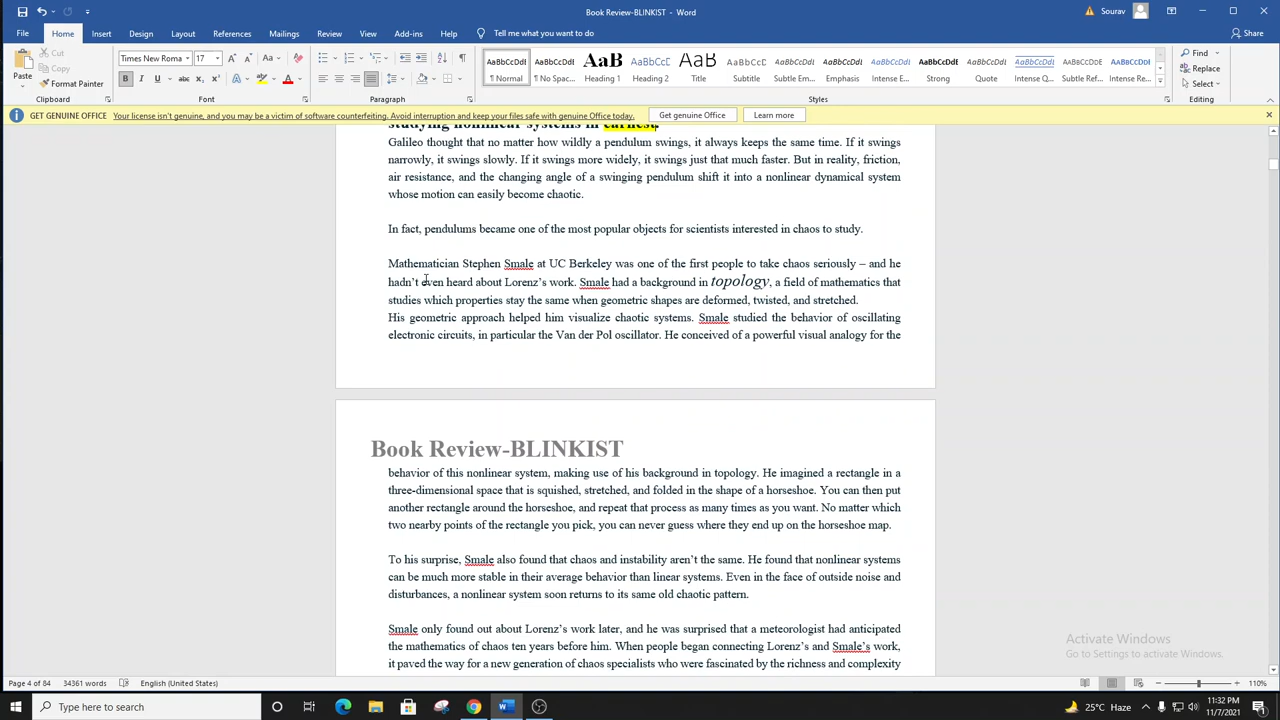 Book Review-BLINKIST - Word
Sourav
File Home Insert Design Layout References Mailings Review View Add-ins Help Tell me what you want to do Share
Paste
Cut
Copy
Format Painter
Times New Roma 17
Clipboard Font Paragraph Styles Editing
AaBbCcDdE ¶ Normal
AaBbCcDd ¶ No Spac...
AaB Heading 1
AaBbCcC Heading 2
AaB Title
AaBbCcC Subtitle
AaBbCcDd Subtle Em...
AaBbCcDd Emphasis
AaBbCcDd Intense E...
AaBbCcDd Strong
AaBbCcDd Quote
AaBbCcDd Intense Q...
AaBbCcDdE Subtle Ref...
AaBbCcDd Intense Re...
Find
Replace
Select
GET GENUINE OFFICE Your license isn't genuine, and you may be a victim of software counterfeiting. Avoid interruption and keep your files safe with genuine Office today. Get genuine Office Learn more
studying nonlinear systems in earnest.
Galileo thought that no matter how wildly a pendulum swings, it always keeps the same time. If it swings
narrowly, it swings slowly. If it swings more widely, it swings just that much faster. But in reality, friction,
air resistance, and the changing angle of a swinging pendulum shift it into a nonlinear dynamical system
whose motion can easily become chaotic.
In fact, pendulums became one of the most popular objects for scientists interested in chaos to study.
Mathematician Stephen Smale at UC Berkeley was one of the first people to take chaos seriously – and he
hadn't even heard about Lorenz's work. Smale had a background in topology, a field of mathematics that
studies which properties stay the same when geometric shapes are deformed, twisted, and stretched.
His geometric approach helped him visualize chaotic systems. Smale studied the behavior of oscillating
electronic circuits, in particular the Van der Pol oscillator. He conceived of a powerful visual analogy for the
Book Review-BLINKIST
behavior of this nonlinear system, making use of his background in topology. He imagined a rectangle in a
three-dimensional space that is squished, stretched, and folded in the shape of a horseshoe. You can then put
another rectangle around the horseshoe, and repeat that process as many times as you want. No matter which
two nearby points of the rectangle you pick, you can never guess where they end up on the horseshoe map.
To his surprise, Smale also found that chaos and instability aren't the same. He found that nonlinear systems
can be much more stable in their average behavior than linear systems. Even in the face of outside noise and
disturbances, a nonlinear system soon returns to its same old chaotic pattern.
Smale only found out about Lorenz's work later, and he was surprised that a meteorologist had anticipated
the mathematics of chaos ten years before him. When people began connecting Lorenz's and Smale's work,
it paved the way for a new generation of chaos specialists who were fascinated by the richness and complexity
Activate Windows
Go to Settings to activate Windows.
Page 4 of 84 34361 words English (United States) 110%
Type here to search
25°C Haze 11:32 PM
11/7/2021